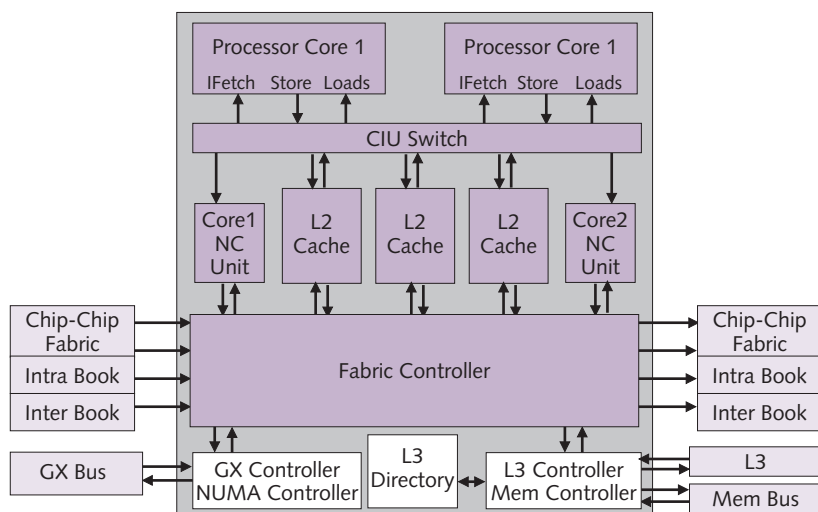 Processor Core 1
IFetch Store Loads
Processor Core 1
IFetch Store Loads
CIU Switch
Core1
NC
Unit
L2
Cache
L2
Cache
L2
Cache
Core2
NC
Unit
Chip-Chip
Fabric
Intra Book
Inter Book
Fabric Controller
Chip-Chip
Fabric
Intra Book
Inter Book
GX Bus
GX Controller
NUMA Controller
L3
Directory
L3 Controller
Mem Controller
L3
Mem Bus